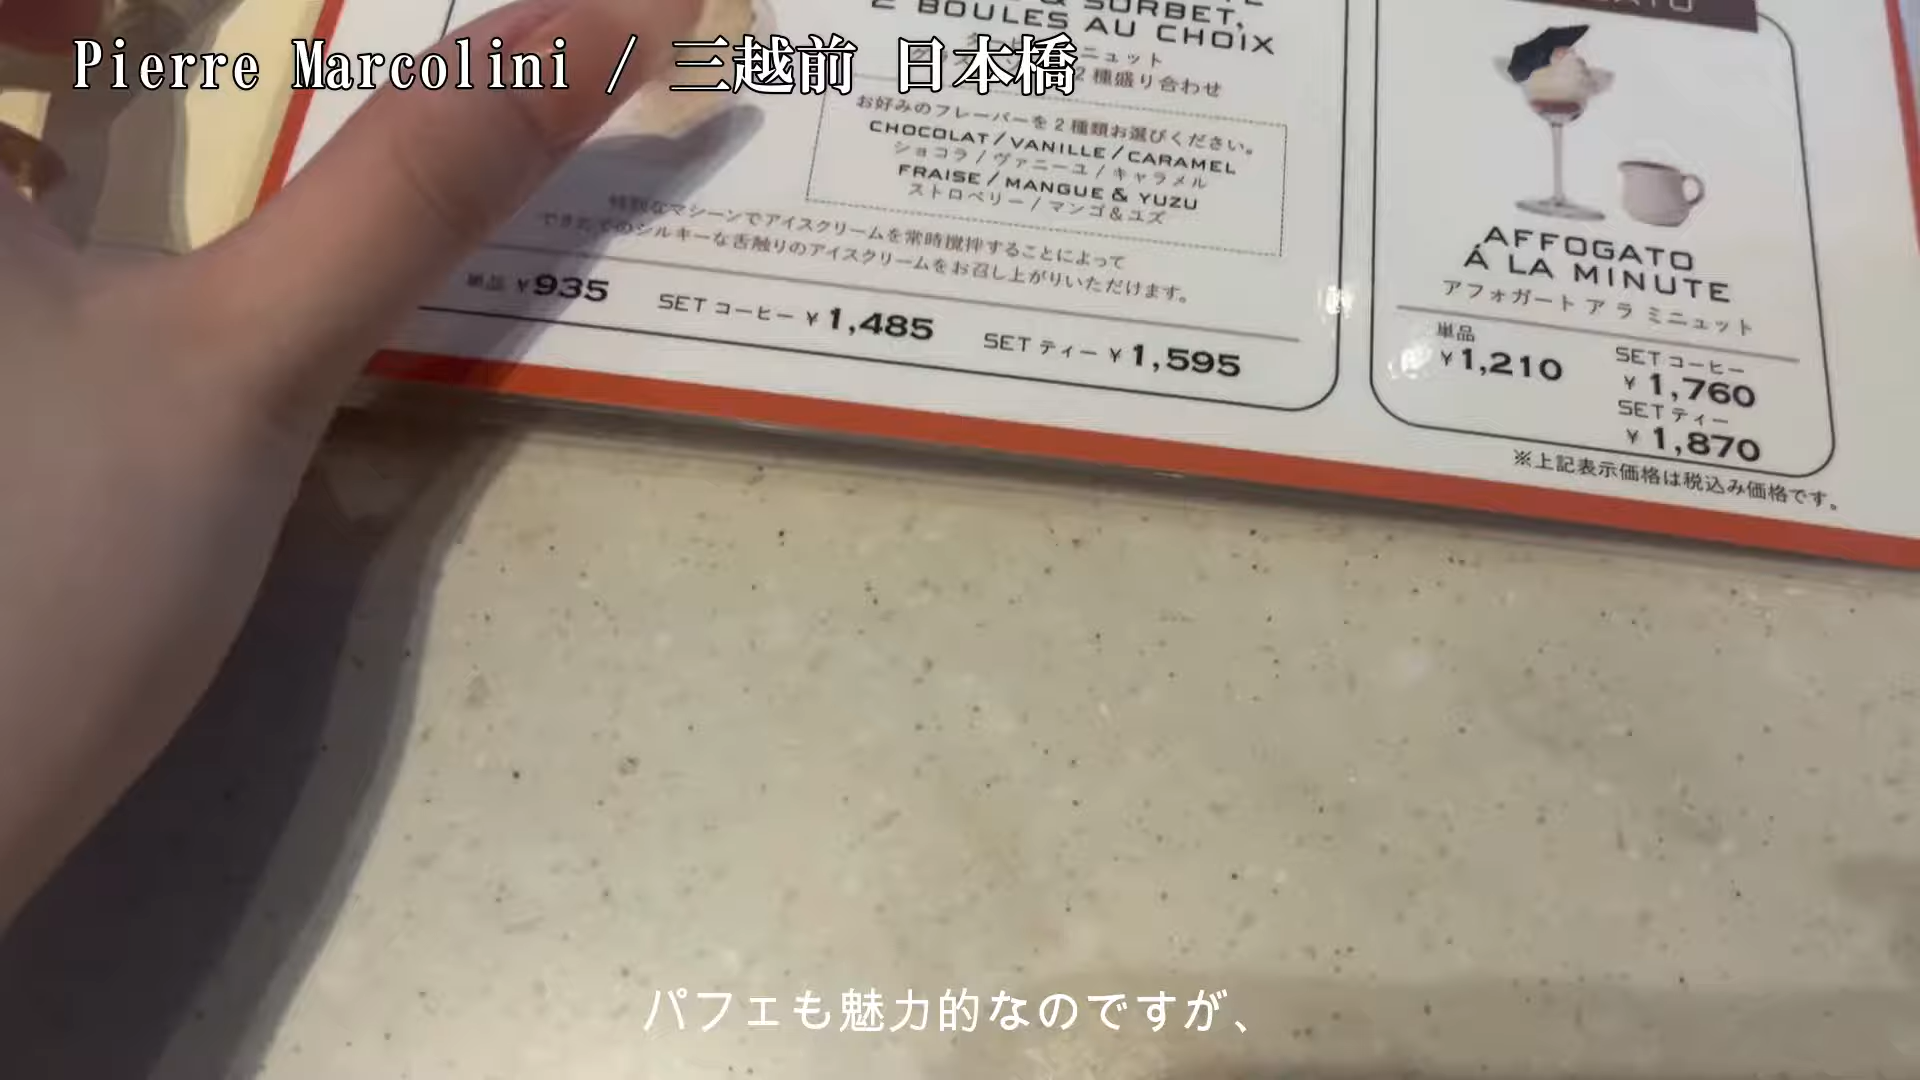 Pierre Marcolini / 三越前 日本橋
& SORBET,
2 BOULES AU CHOIX
ニュット
2種盛り合わせ
お好みのフレーバーを2種類お選びください。
CHOCOLAT/VANILLE/CARAMEL
ショコラ/ヴァニーユ/キャラメル
FRAISE/MANGUE & YUZU
ストロベリー/マンゴ&ユズ
特別なマシーンでアイスクリームを常時撹拌することによって
できたてのシルキーな舌触りのアイスクリームをお召し上がりいただけます。
単品 ¥935 SET コーヒー ¥1,485 SET ティー ¥1,595
AFFOGATO
Á LA MINUTE
アフォガート ア ラ ミニュット
単品
¥1,210
SET コーヒー
¥1,760
SET ティー
¥1,870
※上記表示価格は税込み価格です。
パフェも魅力的なのですが、